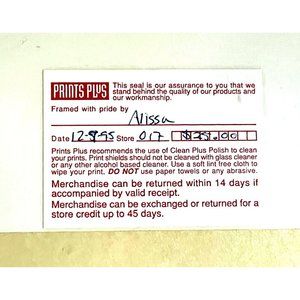 PRINTS PLUS
This seal is our assurance to you that we
stand behind the quality of our products and
our workmanship.
Framed with pride by
Alissa
Date 12-9-95 Store 017
Prints Plus recommends the use of Clean Plus Polish to clean
your prints. Print shields should not be cleaned with glass cleaner
or any other alcohol based cleaner. Use a soft lint free cloth to
wipe your print. DO NOT use paper towels or any abrasive.
Merchandise can be returned within 14 days if
accompanied by valid receipt.
Merchandise can be exchanged or returned for a
store credit up to 45 days.